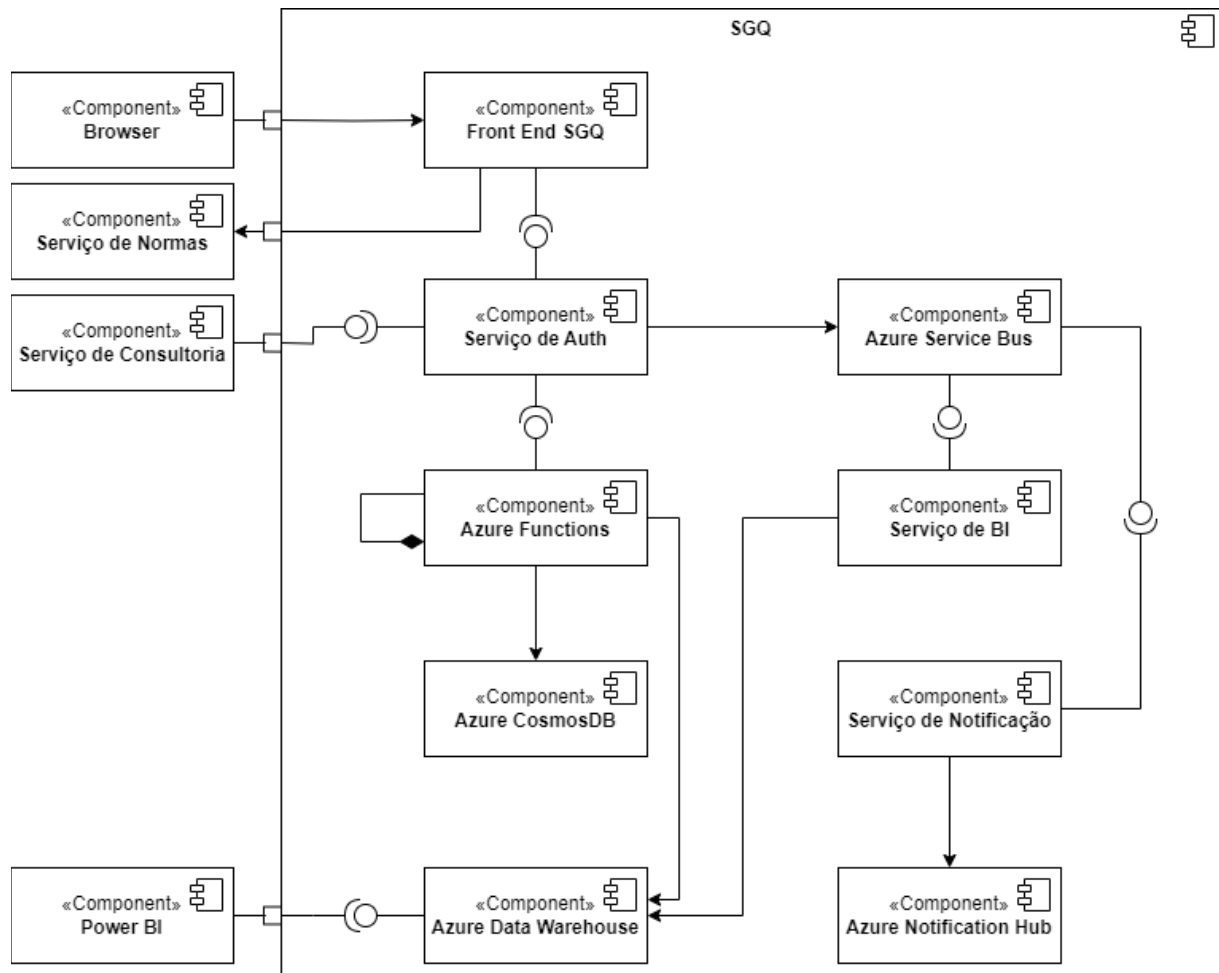 SGQ
«Component»
Browser
«Component»
Front End SGQ
«Component»
Serviço de Normas
«Component»
Serviço de Consultoria
«Component»
Serviço de Auth
«Component»
Azure Service Bus
«Component»
Azure Functions
«Component»
Serviço de BI
«Component»
Azure CosmosDB
«Component»
Serviço de Notificação
«Component»
Power BI
«Component»
Azure Data Warehouse
«Component»
Azure Notification Hub